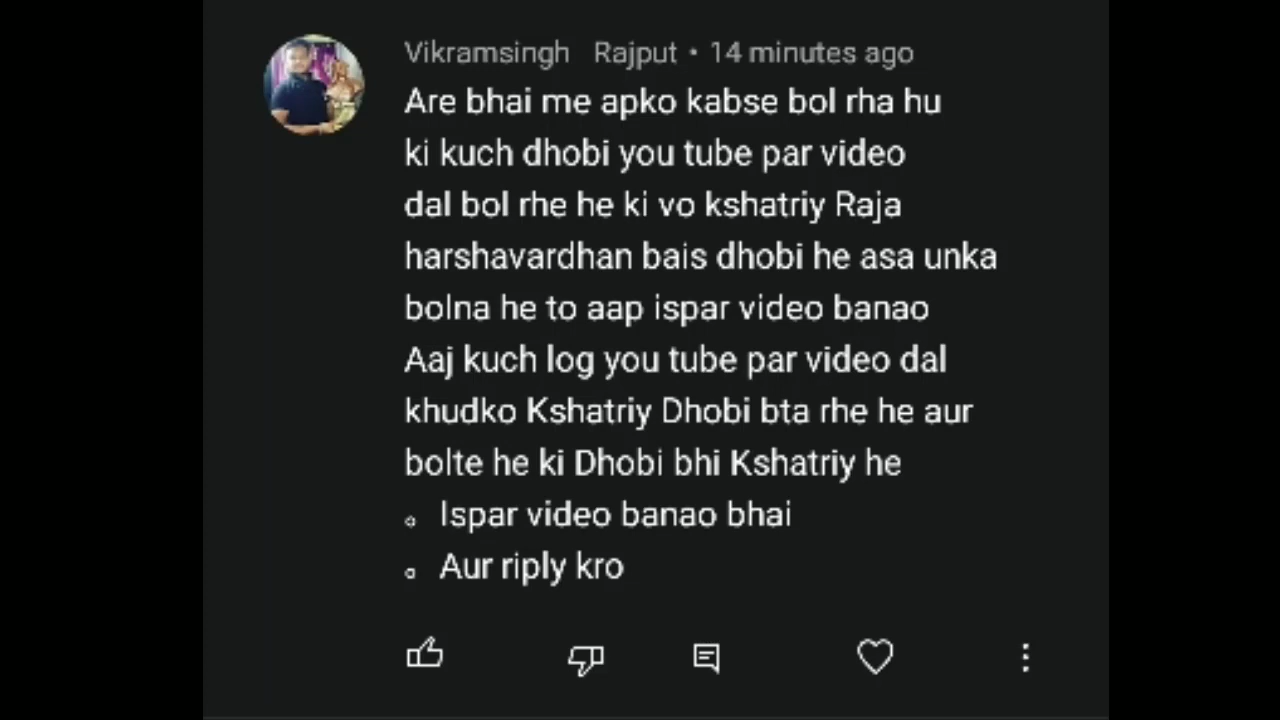 Vikramsingh Rajput • 14 minutes ago
Are bhai me apko kabse bol rha hu
ki kuch dhobi you tube par video
dal bol rhe he ki vo kshatriy Raja
harshavardhan bais dhobi he asa unka
bolna he to aap ispar video banao
Aaj kuch log you tube par video dal
khudko Kshatriy Dhobi bta rhe he aur
bolte he ki Dhobi bhi Kshatriy he
∘ Ispar video banao bhai
∘ Aur riply kro